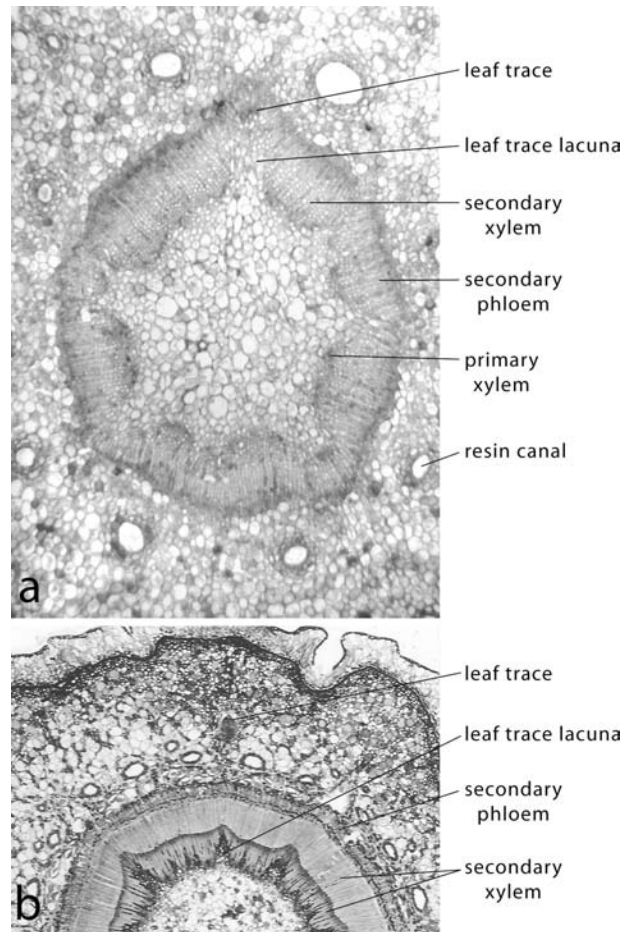 leaf trace
leaf trace lacuna
secondary
xylem
secondary
phloem
primary
xylem
resin canal
a
leaf trace
leaf trace lacuna
secondary
phloem
secondary
xylem
b